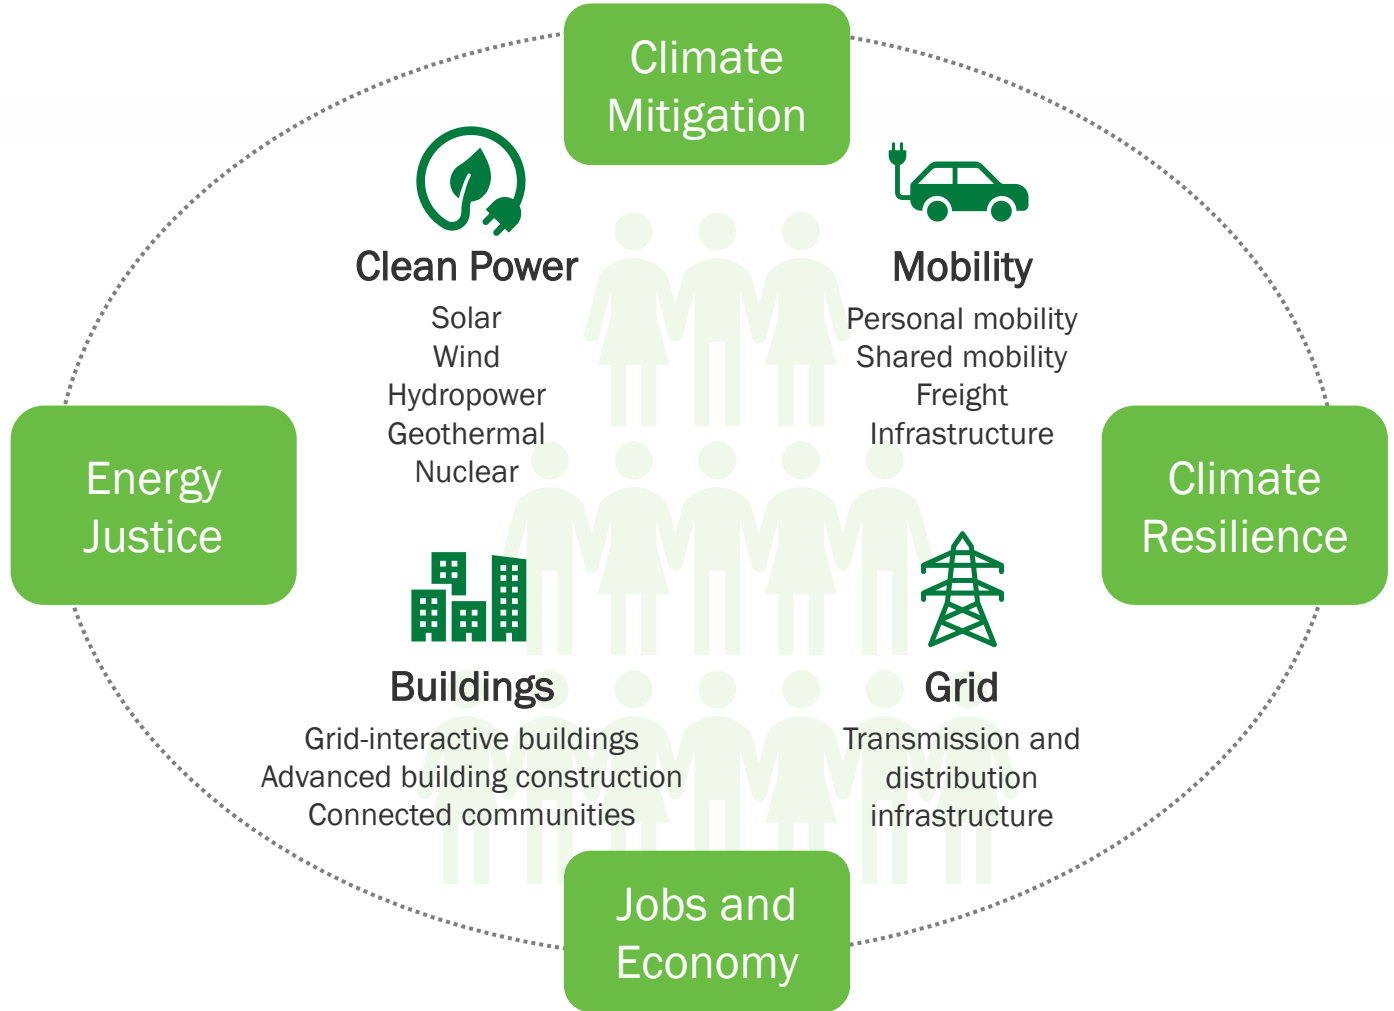 Climate
Mitigation
Clean Power
Solar
Wind
Hydropower
Geothermal
Nuclear
Mobility
Personal mobility
Shared mobility
Freight
Infrastructure
Energy
Justice
Climate
Resilience
Buildings
Grid-interactive buildings
Advanced building construction
Connected communities
Grid
Transmission and
distribution
infrastructure
Jobs and
Economy